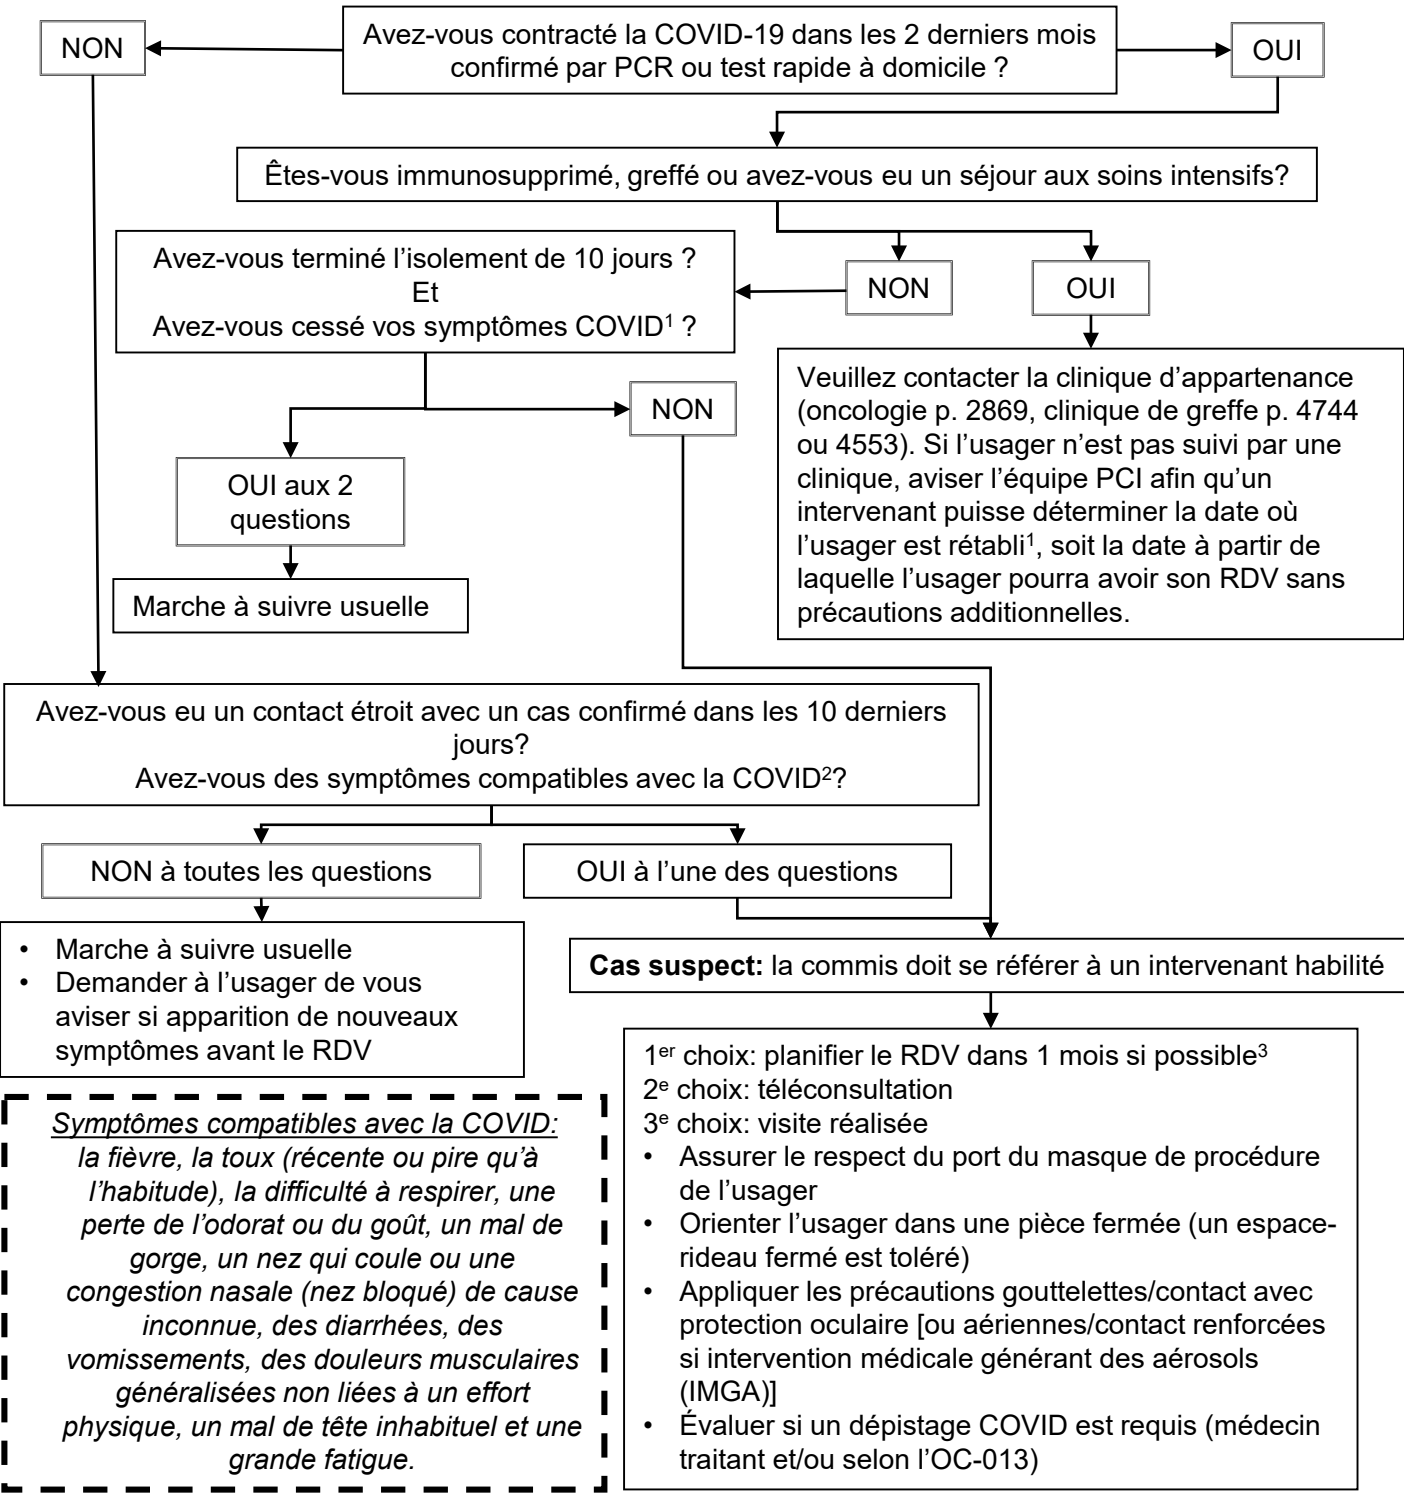 NON
Avez-vous contracté la COVID-19 dans les 2 derniers mois
confirmé par PCR ou test rapide à domicile ?
OUI
Êtes-vous immunosupprimé, greffé ou avez-vous eu un séjour aux soins intensifs?
Avez-vous terminé l’isolement de 10 jours ?
Et
Avez-vous cessé vos symptômes COVID¹ ?
NON
OUI
Veuillez contacter la clinique d’appartenance
(oncologie p. 2869, clinique de greffe p. 4744
ou 4553). Si l’usager n’est pas suivi par une
clinique, aviser l’équipe PCI afin qu’un
intervenant puisse déterminer la date où
l’usager est rétabli¹, soit la date à partir de
laquelle l’usager pourra avoir son RDV sans
précautions additionnelles.
NON
OUI aux 2
questions
Marche à suivre usuelle
Avez-vous eu un contact étroit avec un cas confirmé dans les 10 derniers
jours?
Avez-vous des symptômes compatibles avec la COVID²?
NON à toutes les questions
OUI à l’une des questions
• Marche à suivre usuelle
• Demander à l’usager de vous
aviser si apparition de nouveaux
symptômes avant le RDV
Cas suspect: la commis doit se référer à un intervenant habilité
1er choix: planifier le RDV dans 1 mois si possible³
2e choix: téléconsultation
3e choix: visite réalisée
• Assurer le respect du port du masque de procédure
de l’usager
• Orienter l’usager dans une pièce fermée (un espace-
rideau fermé est toléré)
• Appliquer les précautions gouttelettes/contact avec
protection oculaire [ou aériennes/contact renforcées
si intervention médicale générant des aérosols
(IMGA)]
• Évaluer si un dépistage COVID est requis (médecin
traitant et/ou selon l’OC-013)
Symptômes compatibles avec la COVID:
la fièvre, la toux (récente ou pire qu’à
l’habitude), la difficulté à respirer, une
perte de l’odorat ou du goût, un mal de
gorge, un nez qui coule ou une
congestion nasale (nez bloqué) de cause
inconnue, des diarrhées, des
vomissements, des douleurs musculaires
généralisées non liées à un effort
physique, un mal de tête inhabituel et une
grande fatigue.